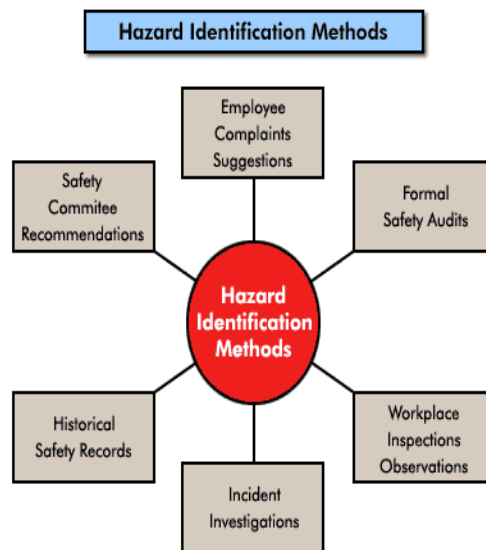 Hazard Identification Methods
Employee
Complaints
Suggestions
Safety
Commitee
Recommendations
Formal
Safety Audits
Hazard
Identification
Methods
Historical
Safety Records
Workplace
Inspections
Observations
Incident
Investigations